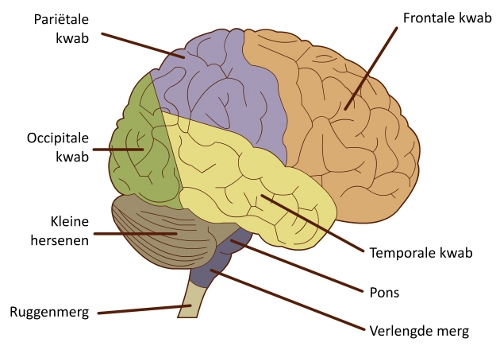 Pariëtale
kwab
Frontale kwab
Occipitale
kwab
Kleine
hersenen
Temporale kwab
Pons
Ruggenmerg
Verlengde merg